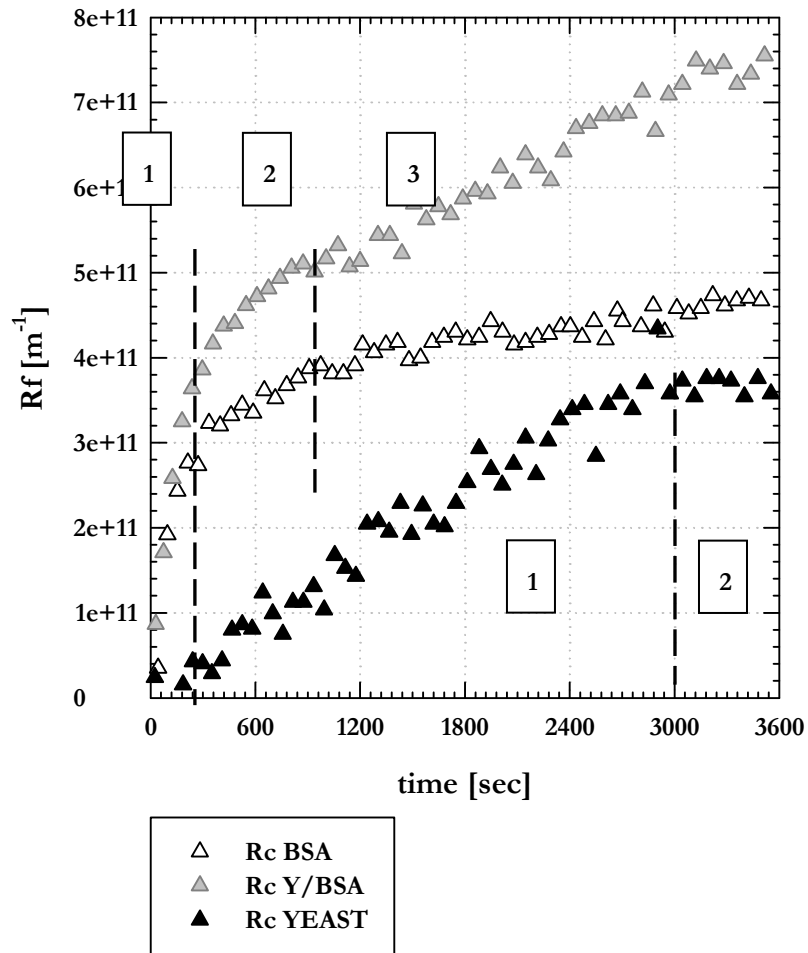 8e+11
7e+11
6e+1
5e+11
4e+11
3e+11
2e+11
1e+11
0
Rf [m-1]
1
2
3
1
2
0
600
1200
1800
2400
3000
3600
time [sec]
Rc BSA
Rc Y/BSA
Rc YEAST